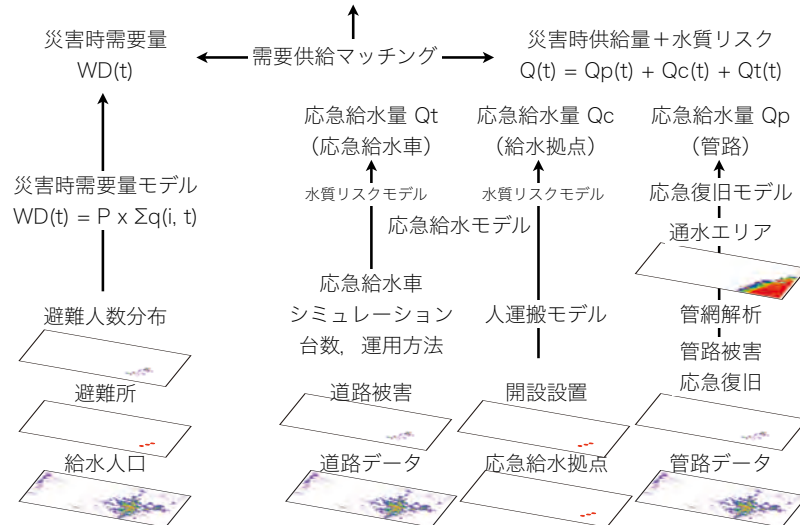 災害時需要量
WD(t)
需要供給マッチング
災害時供給量＋水質リスク
Q(t) = Qp(t) + Qc(t) + Qt(t)
応急給水量 Qt
（応急給水車）
応急給水量 Qc
（給水拠点）
応急給水量 Qp
（管路）
災害時需要量モデル
WD(t) = P x Σq(i, t)
水質リスクモデル
水質リスクモデル
応急復旧モデル
応急給水モデル
通水エリア
応急給水車
シミュレーション
台数，運用方法
人運搬モデル
管網解析
管路被害
応急復旧
避難人数分布
避難所
道路被害
開設設置
給水人口
道路データ
応急給水拠点
管路データ